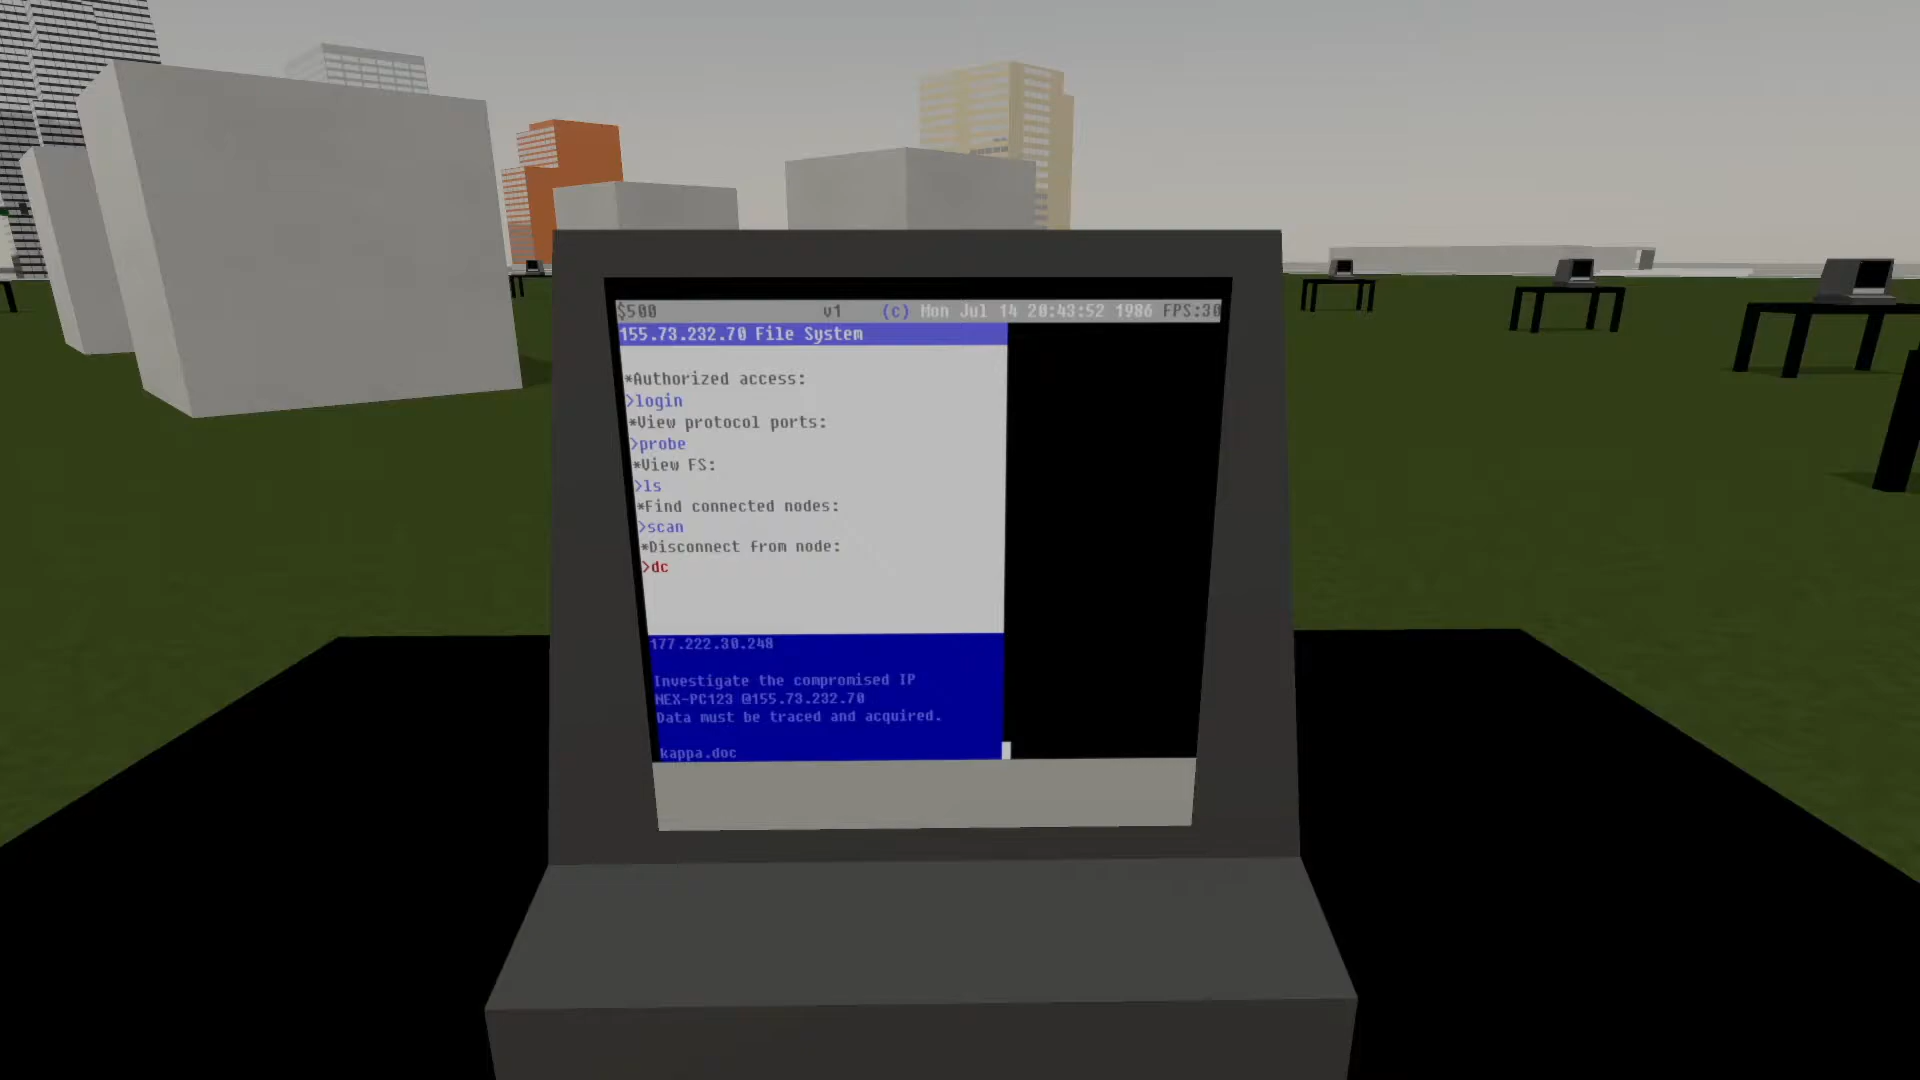 $500 v1 (c) Mon Jul 14 20:43:52 1986 FPS:30
155.73.232.70 File System
*Authorized access:
>login
*View protocol ports:
>probe
*View FS:
>ls
*Find connected nodes:
>scan
*Disconnect from node:
>dc
177.222.30.248
Investigate the compromised IP
NEX-PC123 @155.73.232.70
Data must be traced and acquired.
kappa.doc